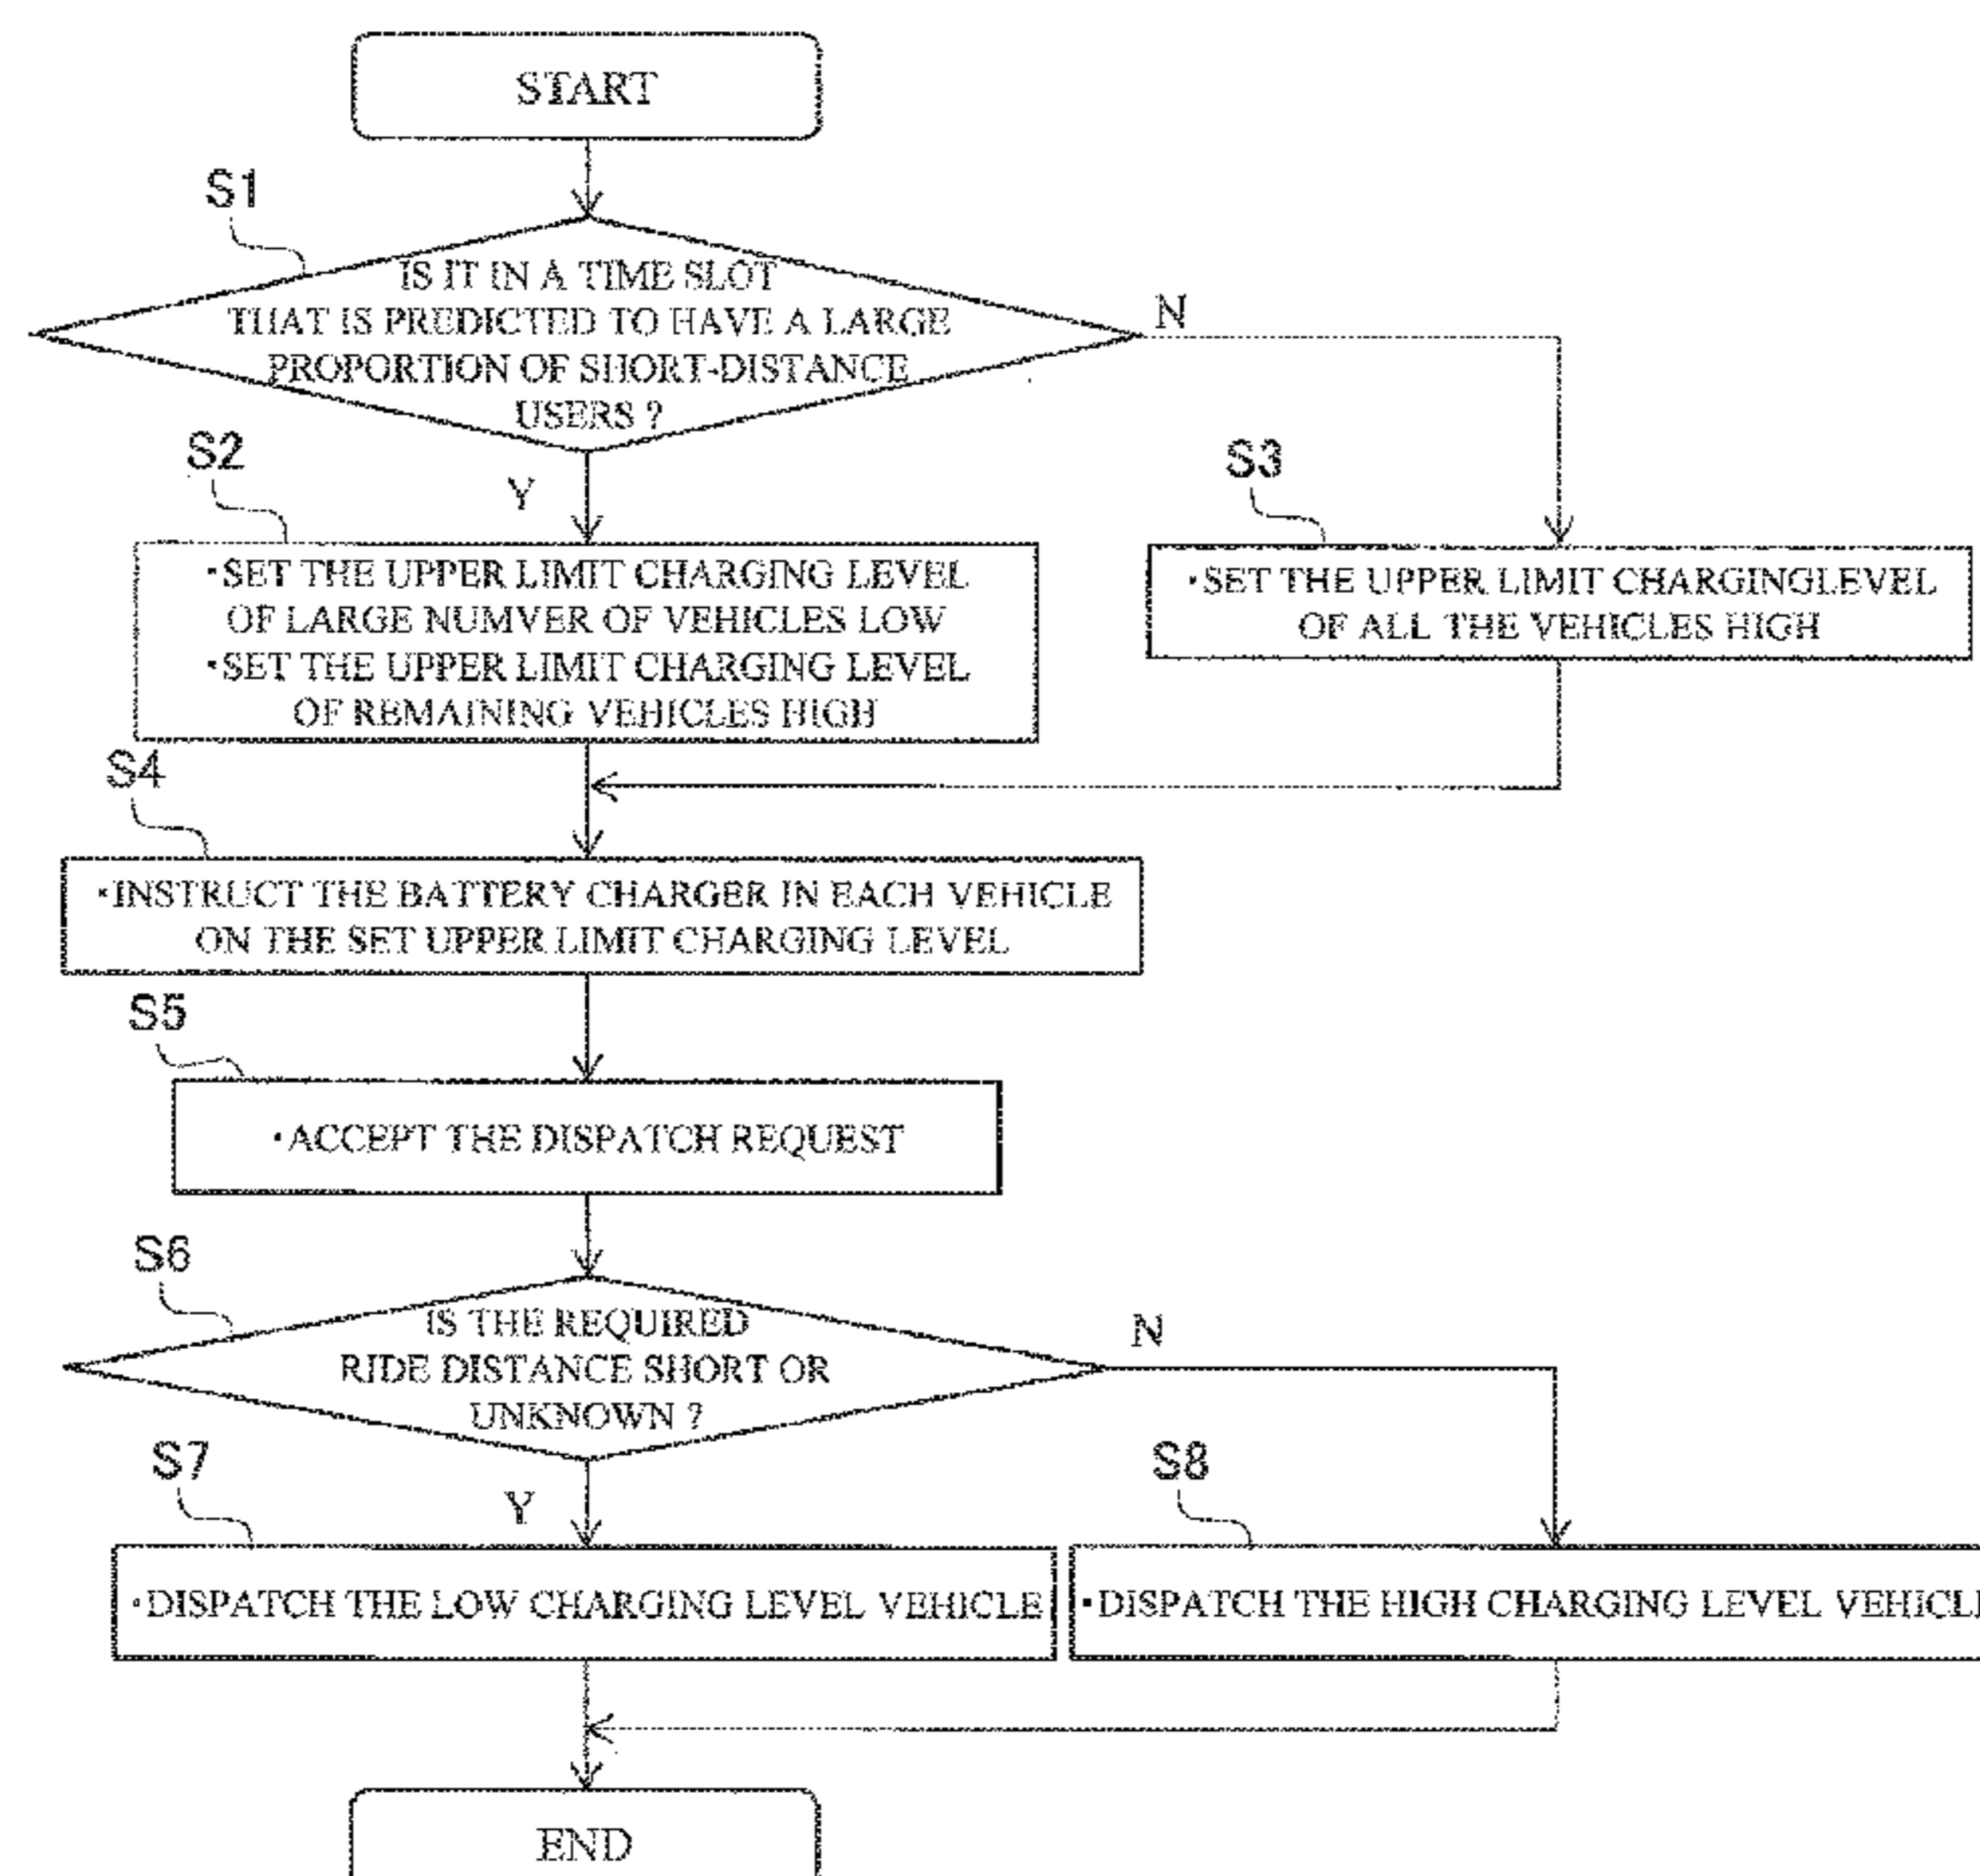 START
S1
IS IT IN A TIME SLOT
THAT IS PREDICTED TO HAVE A LARGE
PROPORTION OF SHORT-DISTANCE
USERS ?
N
Y
S2
・SET THE UPPER LIMIT CHARGING LEVEL
OF LARGE NUMVER OF VEHICLES LOW
・SET THE UPPER LIMIT CHARGING LEVEL
OF REMAINING VEHICLES HIGH
S3
・SET THE UPPER LIMIT CHARGINGLEVEL
OF ALL THE VEHICLES HIGH
S4
・INSTRUCT THE BATTERY CHARGER IN EACH VEHICLE
ON THE SET UPPER LIMIT CHARGING LEVEL
S5
・ACCEPT THE DISPATCH REQUEST
S6
IS THE REQUIRED
RIDE DISTANCE SHORT OR
UNKNOWN ?
N
Y
S7
・DISPATCH THE LOW CHARGING LEVEL VEHICLE
S8
・DISPATCH THE HIGH CHARGING LEVEL VEHICL
END